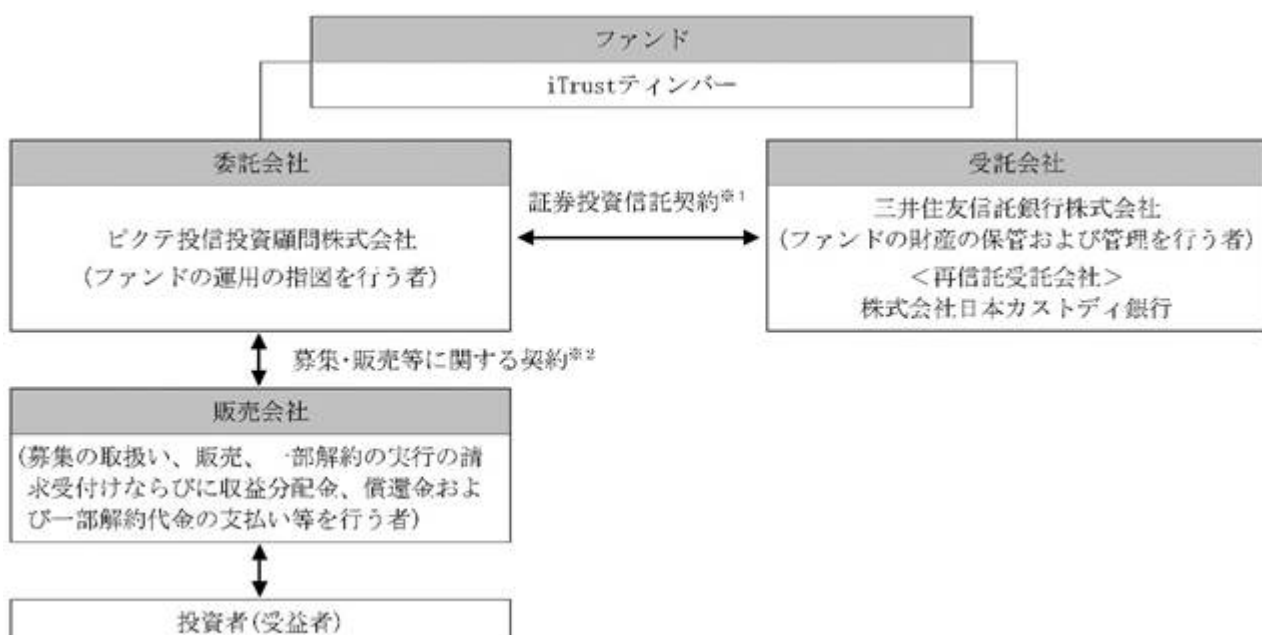 ファンド
iTrustティンバー
委託会社
ピクテ投信投資顧問株式会社
(ファンドの運用の指図を行う者)
証券投資信託契約※1
受託会社
三井住友信託銀行株式会社
(ファンドの財産の保管および管理を行う者)
<再信託受託会社>
株式会社日本カストディ銀行
募集・販売等に関する契約※2
販売会社
(募集の取扱い、販売、一部解約の実行の請
求受付けならびに収益分配金、償還金およ
び一部解約代金の支払い等を行う者)
投資者(受益者)